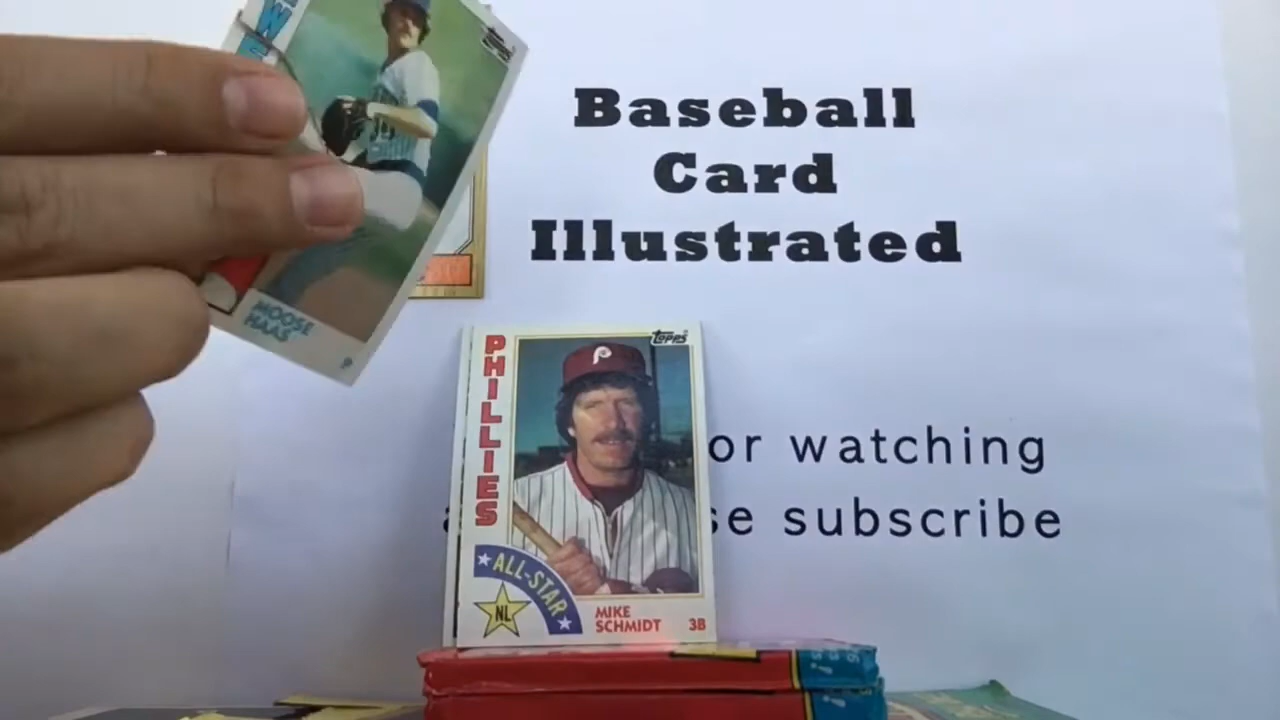 Baseball
Card
Illustrated
or watching
se subscribe
MOOSE
HAAS
P
PHILLIES
Topps
ALL-STAR
NL
MIKE
SCHMIDT
3B